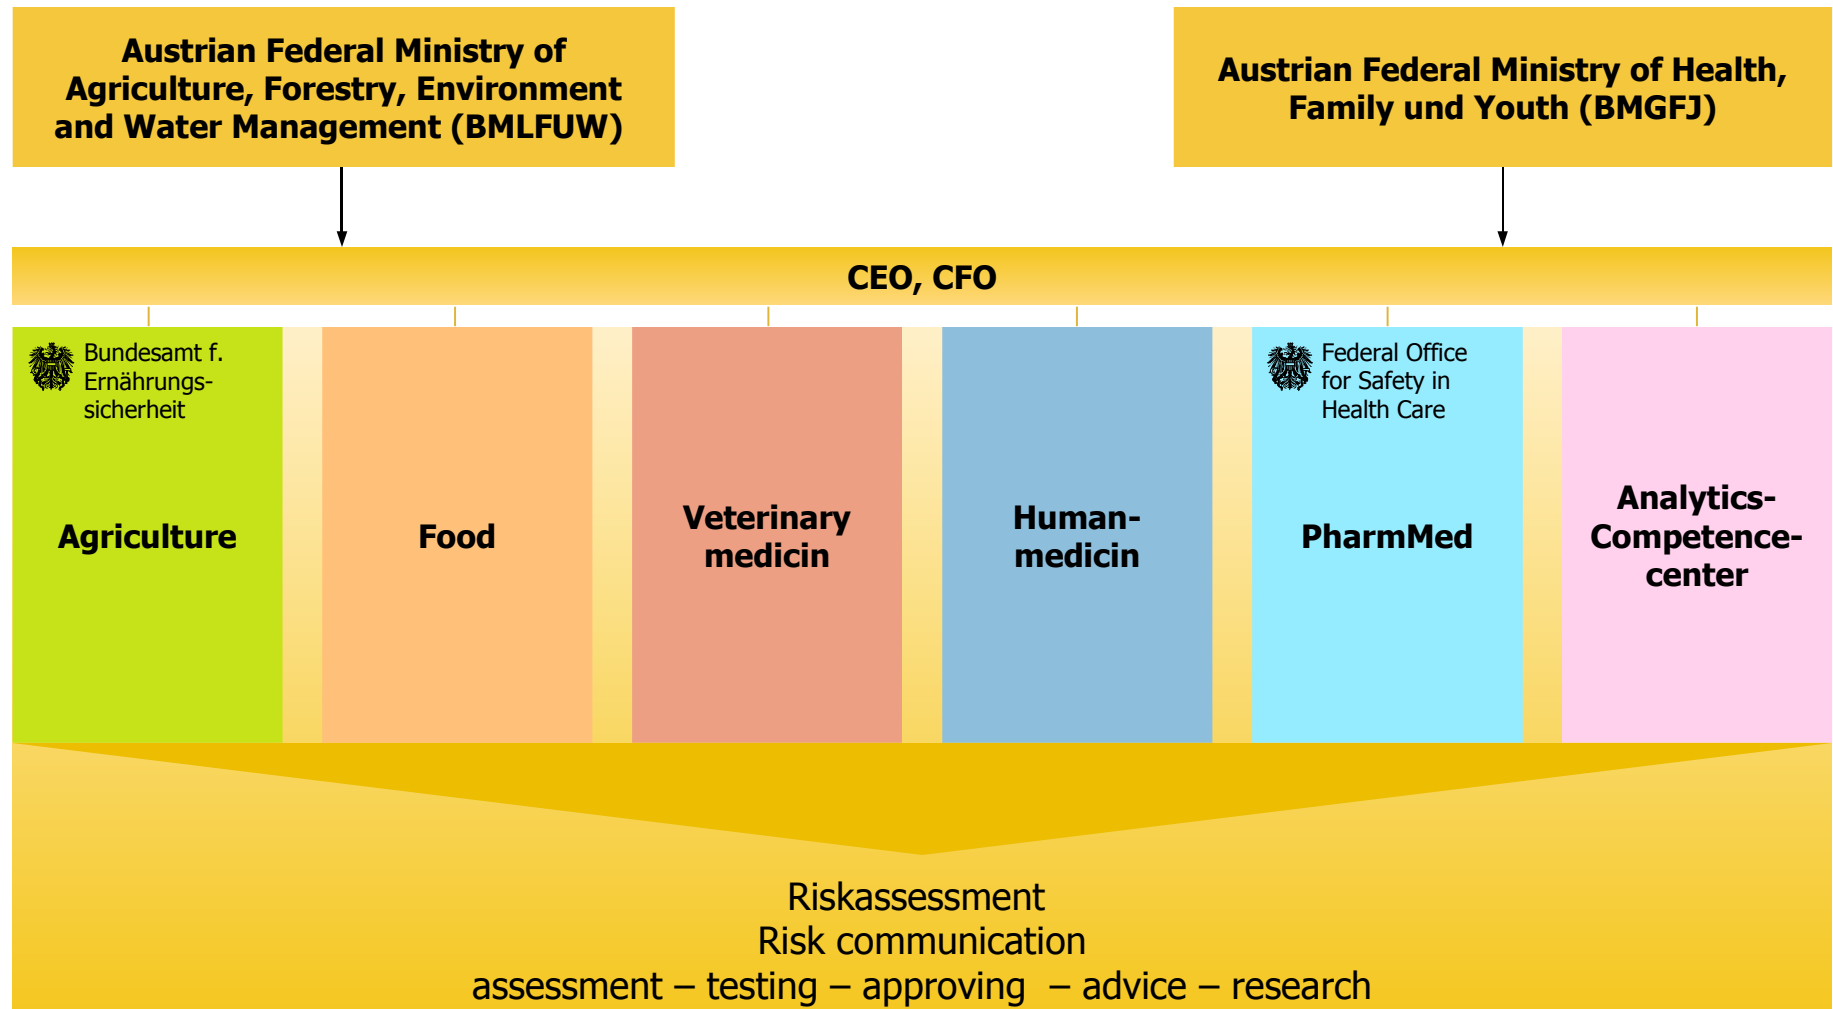 Austrian Federal Ministry of
Agriculture, Forestry, Environment
and Water Management (BMLFUW)
Austrian Federal Ministry of Health,
Family und Youth (BMGFJ)
CEO, CFO
Bundesamt f.
Ernährungs-
sicherheit
Agriculture
Food
Veterinary
medicin
Human-
medicin
Federal Office
for Safety in
Health Care
PharmMed
Analytics-
Competence-
center
Riskassessment
Risk communication
assessment – testing – approving – advice – research